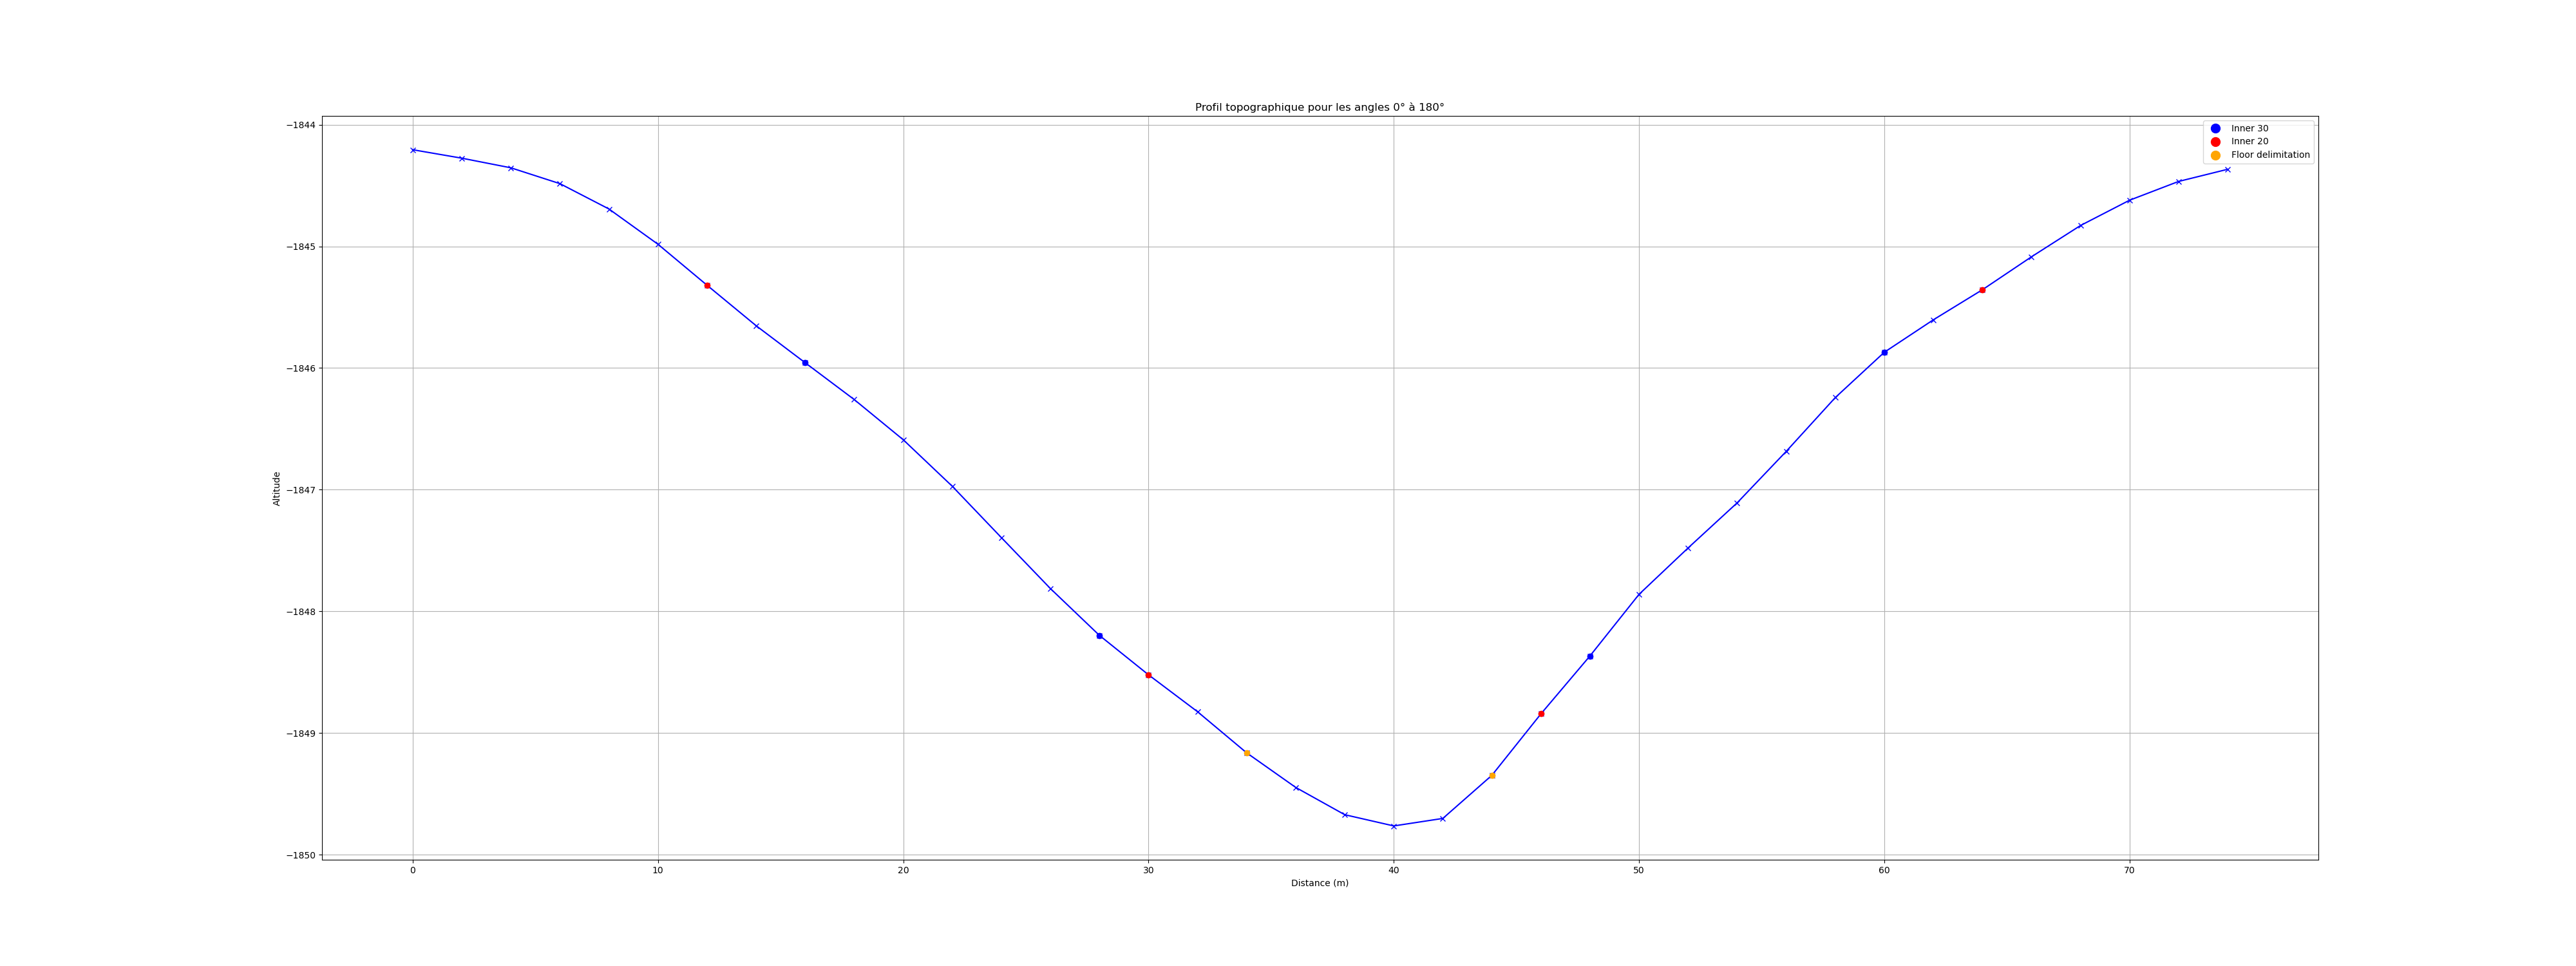 Profil topographique pour les angles 0° à 180°
−1844
−1845
−1846
−1847
−1848
−1849
−1850
Altitude
Inner 30
Inner 20
Floor delimitation
0 10 20 30 40 50 60 70
Distance (m)